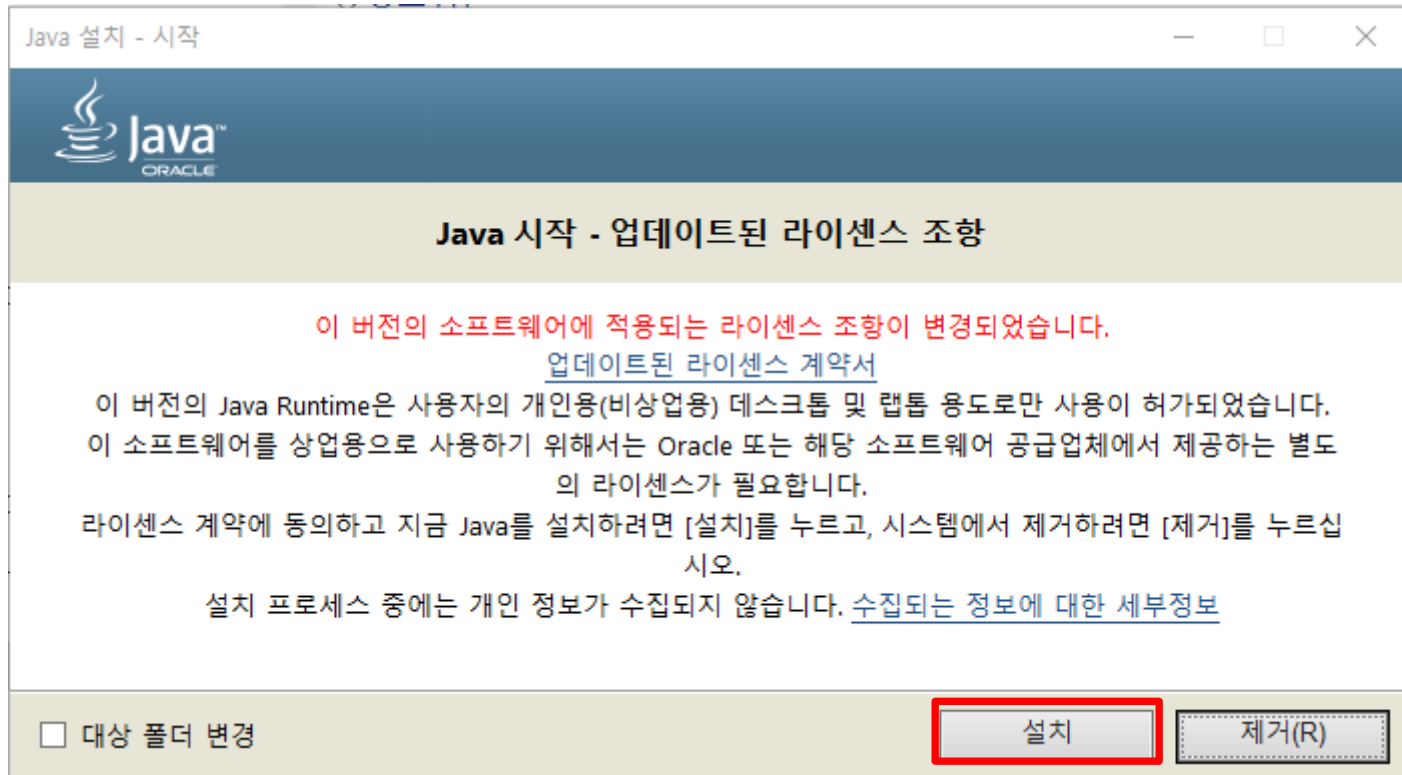 Java 설치 - 시작
Java™
ORACLE
Java 시작 - 업데이트된 라이센스 조항
이 버전의 소프트웨어에 적용되는 라이센스 조항이 변경되었습니다.
업데이트된 라이센스 계약서
이 버전의 Java Runtime은 사용자의 개인용(비상업용) 데스크톱 및 랩톱 용도로만 사용이 허가되었습니다.
이 소프트웨어를 상업용으로 사용하기 위해서는 Oracle 또는 해당 소프트웨어 공급업체에서 제공하는 별도
의 라이센스가 필요합니다.
라이센스 계약에 동의하고 지금 Java를 설치하려면 [설치]를 누르고, 시스템에서 제거하려면 [제거]를 누르십
시오.
설치 프로세스 중에는 개인 정보가 수집되지 않습니다. 수집되는 정보에 대한 세부정보
대상 폴더 변경
설치
제거(R)